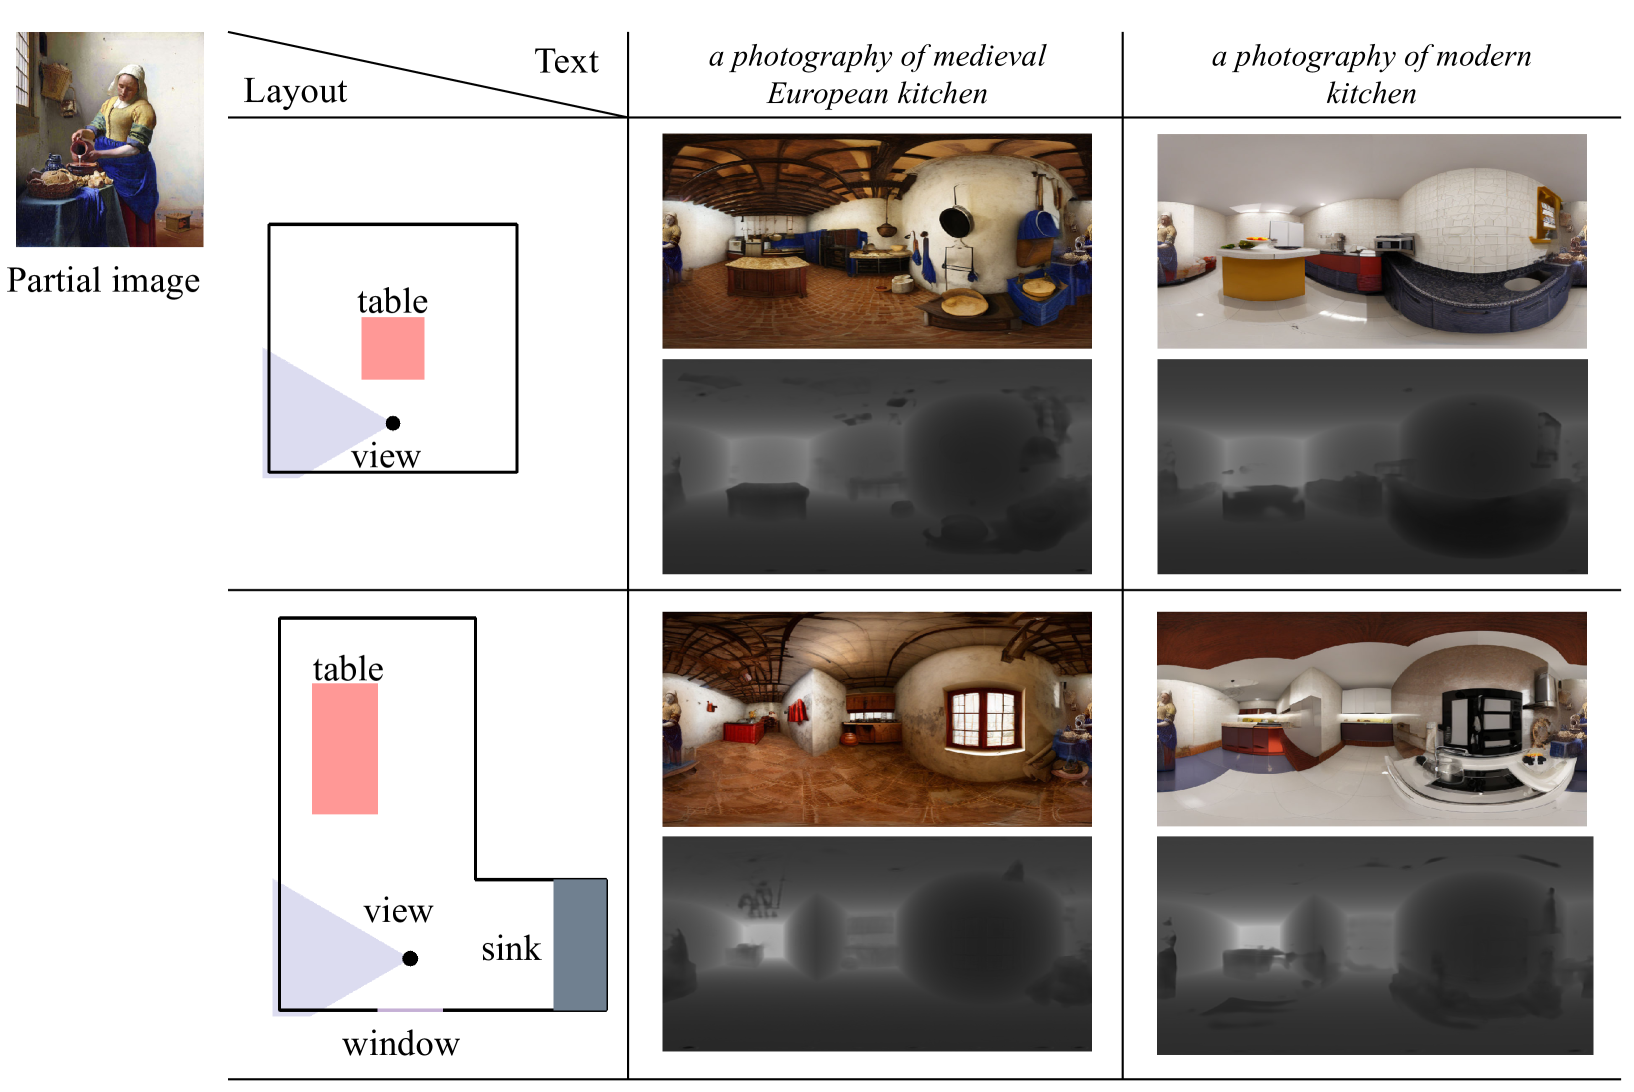 Text
Layout
a photography of medieval
European kitchen
a photography of modern
kitchen
Partial image
table
view
table
view
sink
window